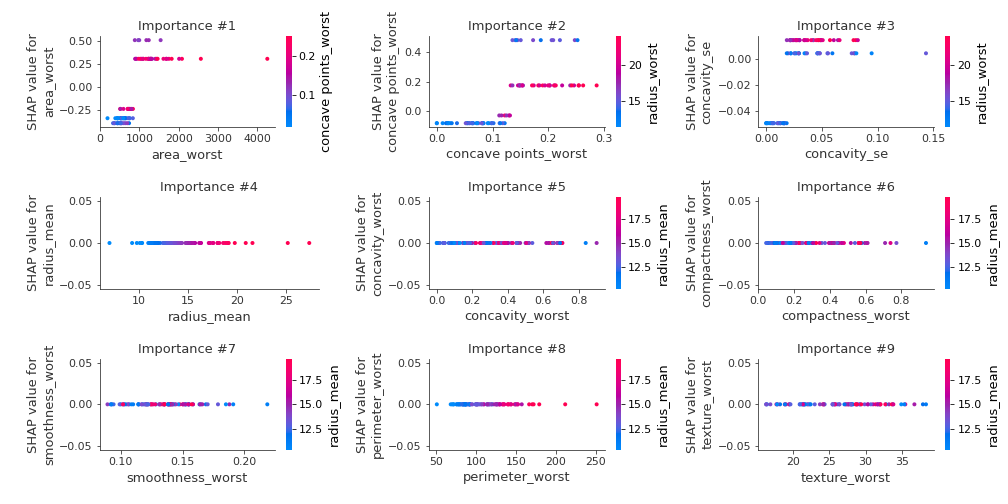 Importance #1
SHAP value for
area_worst
0.50
0.25
0.00
−0.25
0 1000 2000 3000 4000
area_worst
0.2
0.1
concave points_worst
Importance #2
SHAP value for
concave points_worst
0.4
0.2
0.0
0.0 0.1 0.2 0.3
concave points_worst
20
15
radius_worst
Importance #3
SHAP value for
concavity_se
0.00
−0.02
−0.04
0.00 0.05 0.10 0.15
concavity_se
20
15
radius_worst
Importance #4
SHAP value for
radius_mean
0.05
0.00
−0.05
10 15 20 25
radius_mean
Importance #5
SHAP value for
concavity_worst
0.05
0.00
−0.05
0.0 0.2 0.4 0.6 0.8
concavity_worst
17.5
15.0
12.5
radius_mean
Importance #6
SHAP value for
compactness_worst
0.05
0.00
−0.05
0.0 0.2 0.4 0.6 0.8
compactness_worst
17.5
15.0
12.5
radius_mean
Importance #7
SHAP value for
smoothness_worst
0.05
0.00
−0.05
0.10 0.15 0.20
smoothness_worst
17.5
15.0
12.5
radius_mean
Importance #8
SHAP value for
perimeter_worst
0.05
0.00
−0.05
50 100 150 200 250
perimeter_worst
17.5
15.0
12.5
radius_mean
Importance #9
SHAP value for
texture_worst
0.05
0.00
−0.05
20 25 30 35
texture_worst
17.5
15.0
12.5
radius_mean